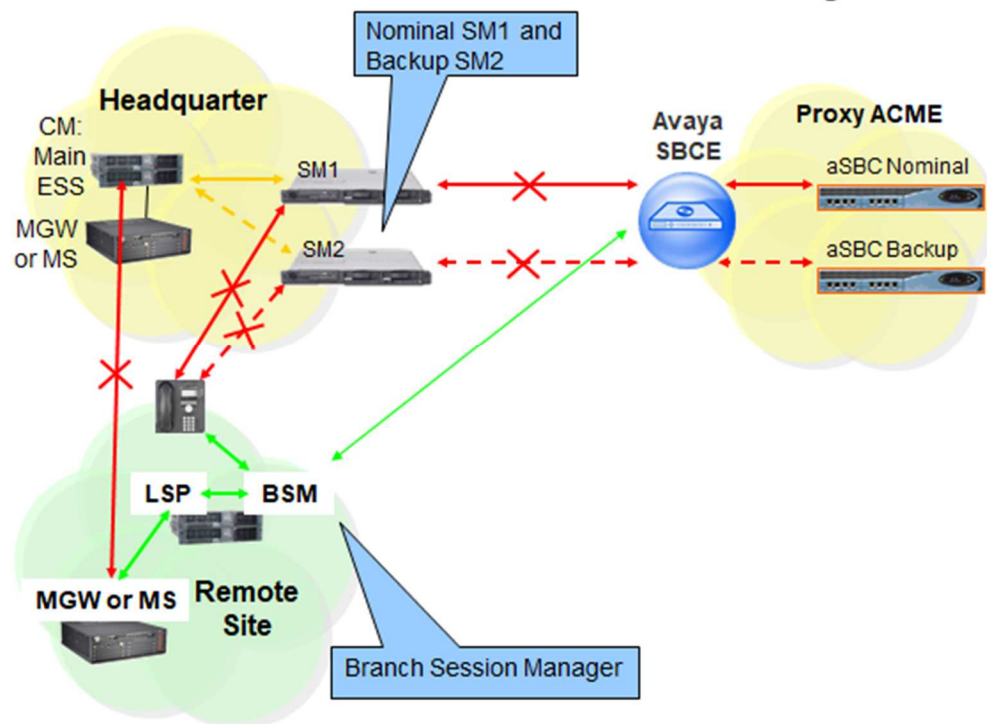 Nominal SM1 and
Backup SM2
Headquarter
CM:
Main
ESS
MGW
or MS
SM1
SM2
Avaya
SBCE
Proxy ACME
aSBC Nominal
aSBC Backup
LSP
BSM
MGW or MS
Remote
Site
Branch Session Manager